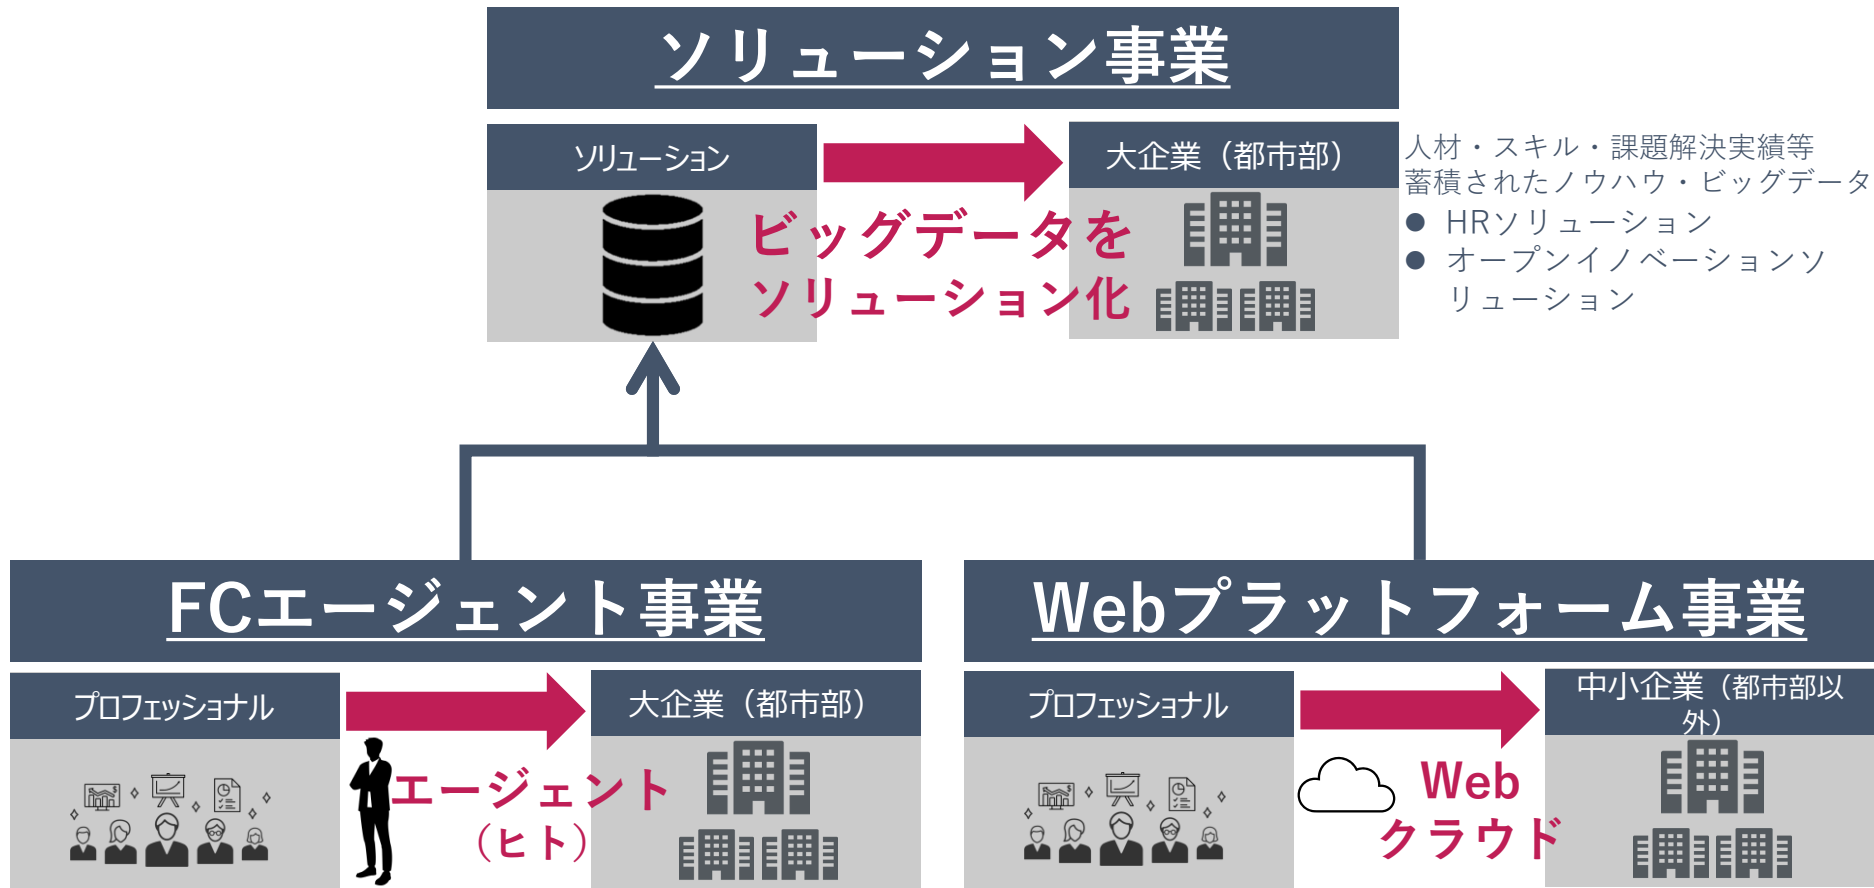 ソリューション事業
ソリューション
大企業（都市部）
人材・スキル・課題解決実績等
蓄積されたノウハウ・ビッグデータ
● HRソリューション
● オープンイノベーションソ
リューション
ビッグデータを
ソリューション化
FCエージェント事業
プロフェッショナル
大企業（都市部）
エージェント
（ヒト）
Webプラットフォーム事業
プロフェッショナル
中小企業（都市部以
外）
Web
クラウド